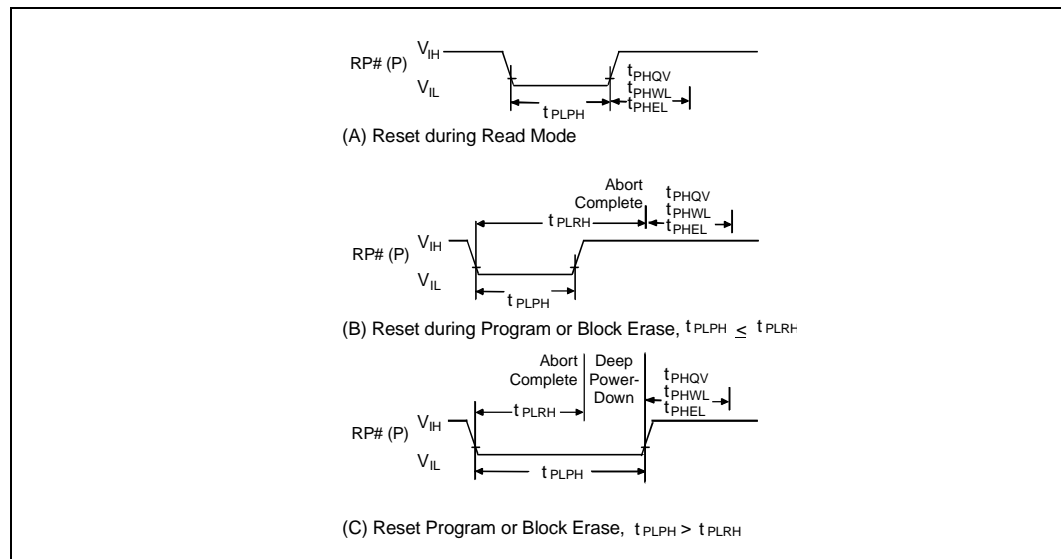 RP# (P)
VIH
VIL
tPLPH
tPHQV
tPHWL
tPHEL
(A) Reset during Read Mode
RP# (P)
VIH
VIL
tPLRH
tPLPH
Abort
Complete
tPHQV
tPHWL
tPHEL
(B) Reset during Program or Block Erase, tPLPH ≤ tPLRH
RP# (P)
VIH
VIL
Abort
Complete
Deep
Power-
Down
tPLRH
tPLPH
tPHQV
tPHWL
tPHEL
(C) Reset Program or Block Erase, tPLPH > tPLRH